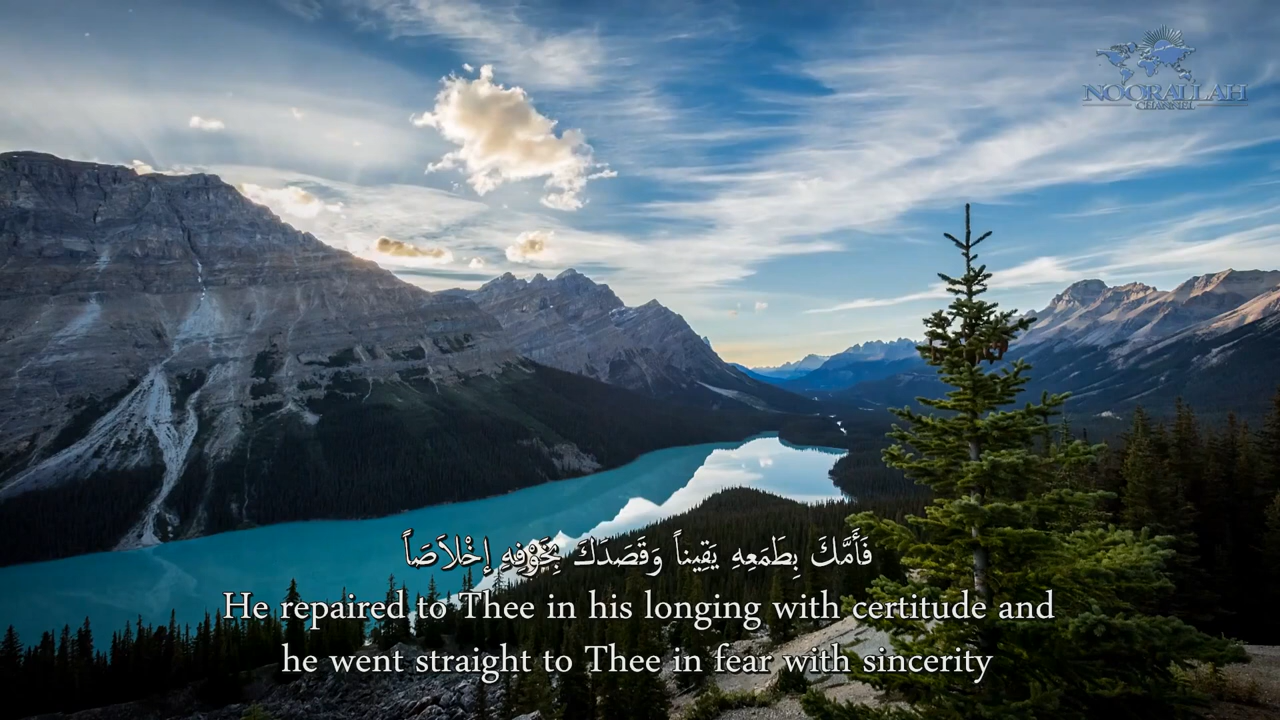 NOORALLAH
CHANNEL
فَأَمَّكَ بِطَمَعِهِ يَقِيناً وَقَصَدَكَ بِخَوْفِهِ إِخْلاَصَاً
He repaired to Thee in his longing with certitude and
he went straight to Thee in fear with sincerity